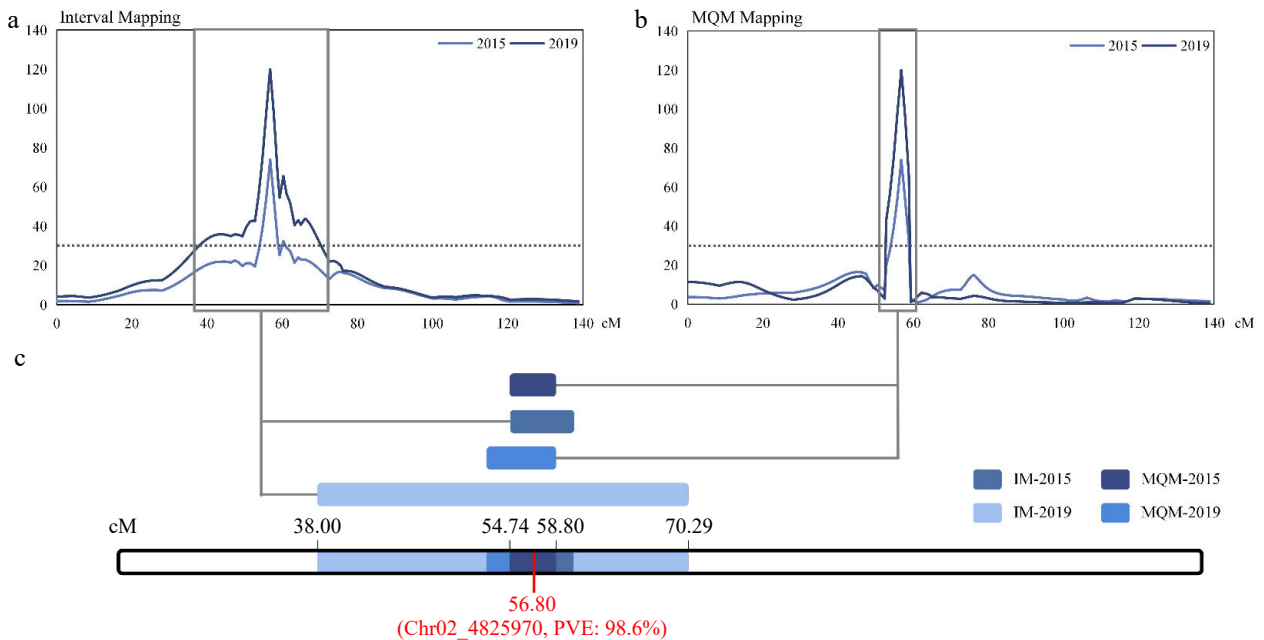 a
Interval Mapping
2015
2019
140
120
100
80
60
40
20
0
0 20 40 60 80 100 120 140 cM
b
MQM Mapping
2015
2019
140
120
100
80
60
40
20
0
0 20 40 60 80 100 120 140 cM
c
IM-2015
MQM-2015
IM-2019
MQM-2019
cM
38.00
54.74
58.80
70.29
56.80
(Chr02_4825970, PVE: 98.6%)